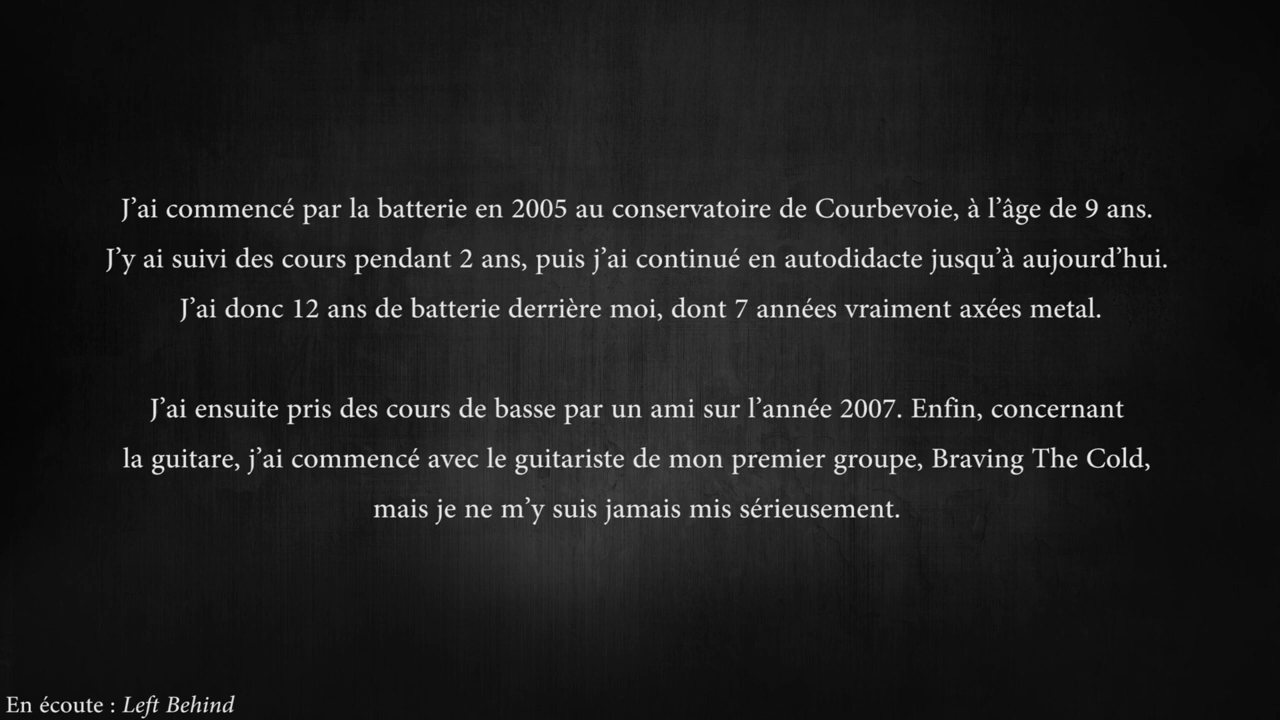 J’ai commencé par la batterie en 2005 au conservatoire de Courbevoie, à l’âge de 9 ans.
J’y ai suivi des cours pendant 2 ans, puis j’ai continué en autodidacte jusqu’à aujourd’hui.
J’ai donc 12 ans de batterie derrière moi, dont 7 années vraiment axées metal.
J’ai ensuite pris des cours de basse par un ami sur l’année 2007. Enfin, concernant
la guitare, j’ai commencé avec le guitariste de mon premier groupe, Braving The Cold,
mais je ne m’y suis jamais mis sérieusement.
En écoute : Left Behind